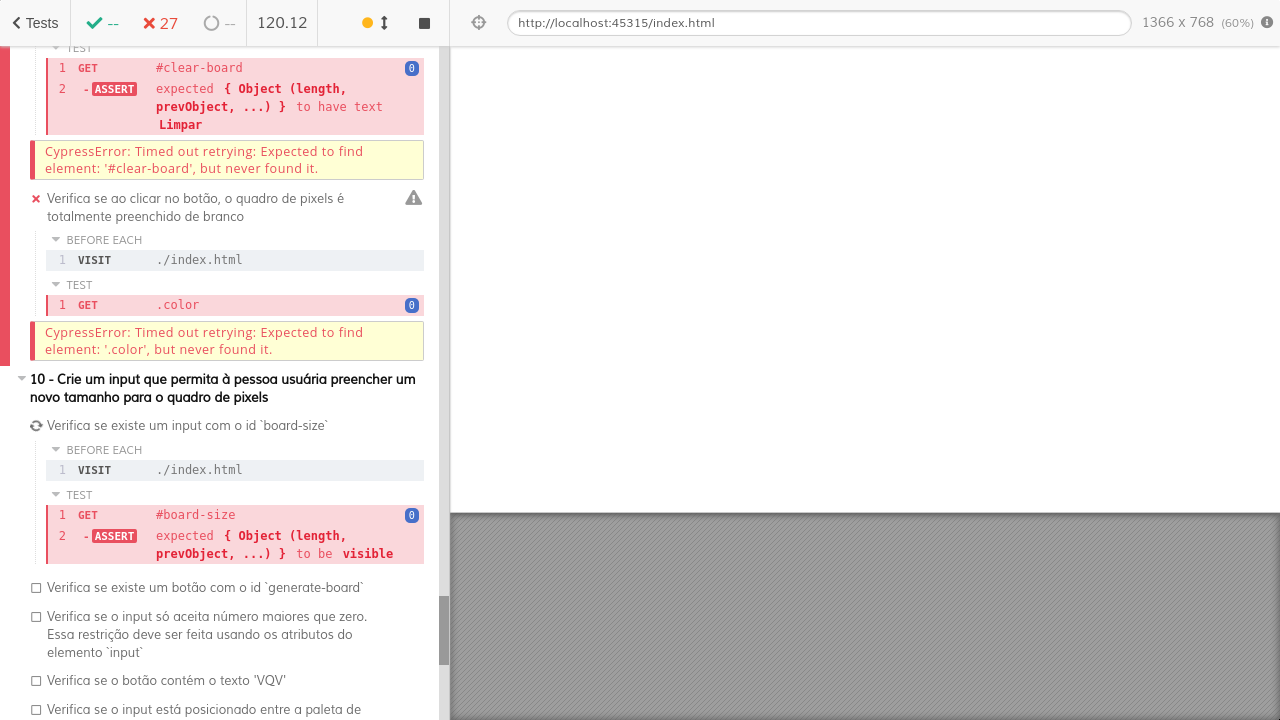 Tests
--
27
--
120.12
http://localhost:45315/index.html
1366 x 768 (60%)
TEST
1 GET #clear-board 0
2 - ASSERT expected { Object (length,
prevObject, ...) } to have text
Limpar
CypressError: Timed out retrying: Expected to find
element: '#clear-board', but never found it.
Verifica se ao clicar no botão, o quadro de pixels é
totalmente preenchido de branco
BEFORE EACH
1 VISIT ./index.html
TEST
1 GET .color 0
CypressError: Timed out retrying: Expected to find
element: '.color', but never found it.
10 - Crie um input que permita à pessoa usuária preencher um
novo tamanho para o quadro de pixels
Verifica se existe um input com o id `board-size`
BEFORE EACH
1 VISIT ./index.html
TEST
1 GET #board-size 0
2 - ASSERT expected { Object (length,
prevObject, ...) } to be visible
Verifica se existe um botão com o id `generate-board`
Verifica se o input só aceita número maiores que zero.
Essa restrição deve ser feita usando os atributos do
elemento `input`
Verifica se o botão contém o texto 'VQV'
Verifica se o input está posicionado entre a paleta de